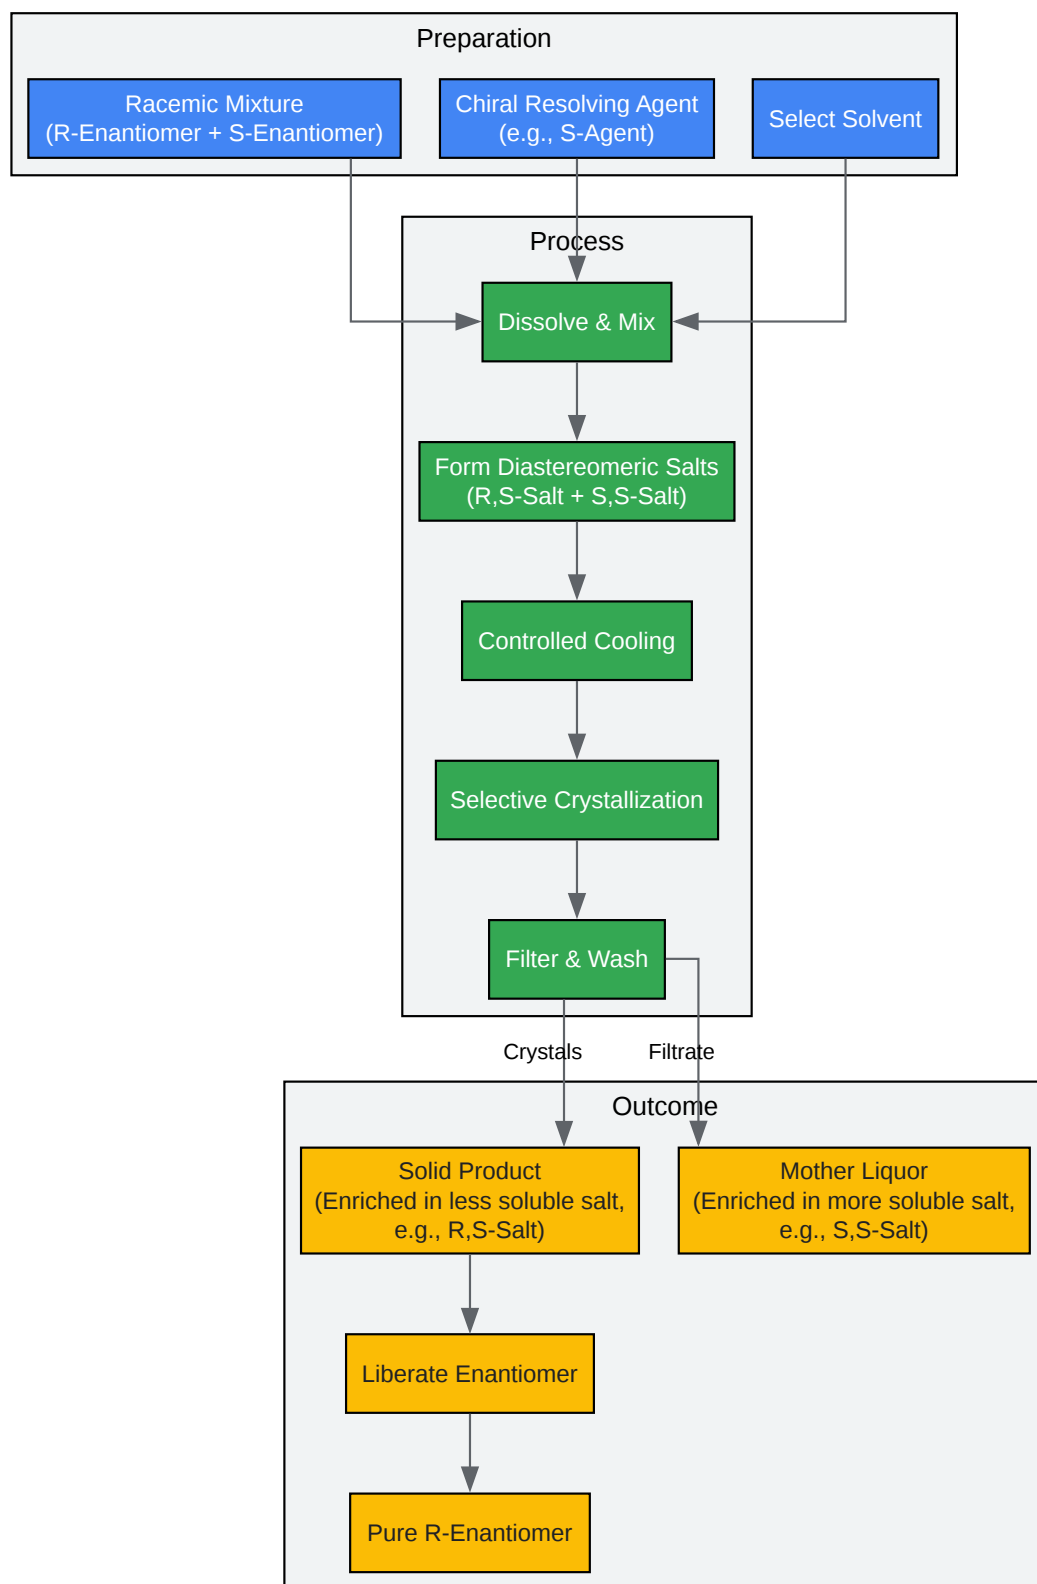 Preparation
Racemic Mixture
(R-Enantiomer + S-Enantiomer)
Chiral Resolving Agent
(e.g., S-Agent)
Select Solvent
Process
Dissolve & Mix
Form Diastereomeric Salts
(R,S-Salt + S,S-Salt)
Controlled Cooling
Selective Crystallization
Filter & Wash
Crystals
Filtrate
Outcome
Solid Product
(Enriched in less soluble salt,
e.g., R,S-Salt)
Mother Liquor
(Enriched in more soluble salt,
e.g., S,S-Salt)
Liberate Enantiomer
Pure R-Enantiomer